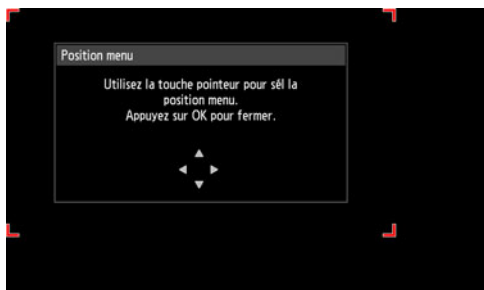 Position menu
Utilisez la touche pointeur pour sél la
position menu.
Appuyez sur OK pour fermer.